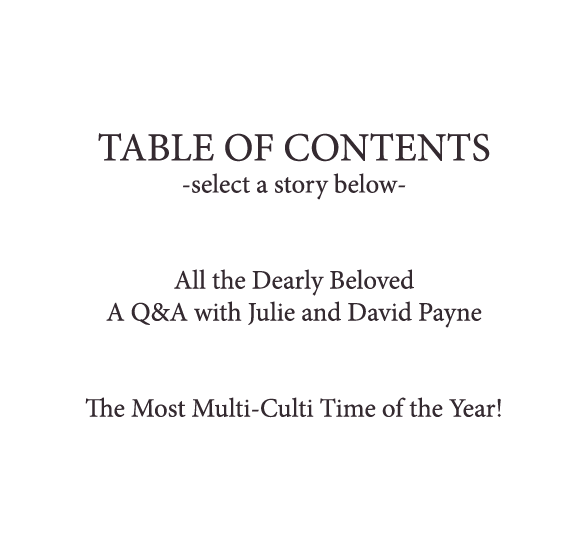 TABLE OF CONTENTS
-select a story below-
All the Dearly Beloved
A Q&A with Julie and David Payne
The Most Multi-Culti Time of the Year!